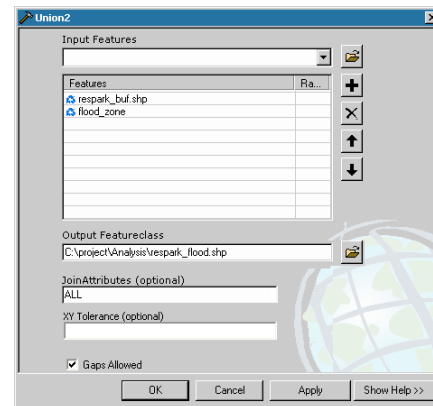 Union2
Input Features
Features Ra...
respark_buf.shp
flood_zone
Output Featureclass
C:\project\Analysis\respark_flood.shp
JoinAttributes (optional)
ALL
XY Tolerance (optional)
Gaps Allowed
OK Cancel Apply Show Help >>